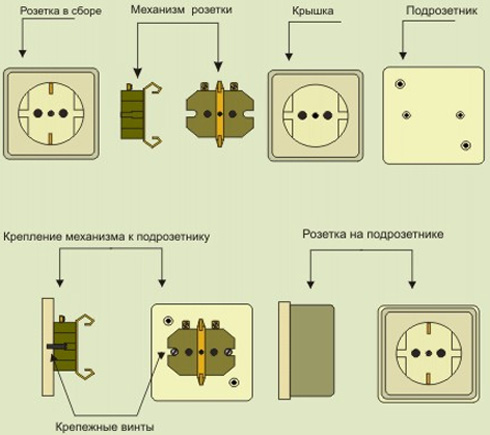 Розетка в сборе
Механизм розетки
Крышка
Подрозетник
Крепление механизма к подрозетнику
Розетка на подрозетнике
Крепежные винты